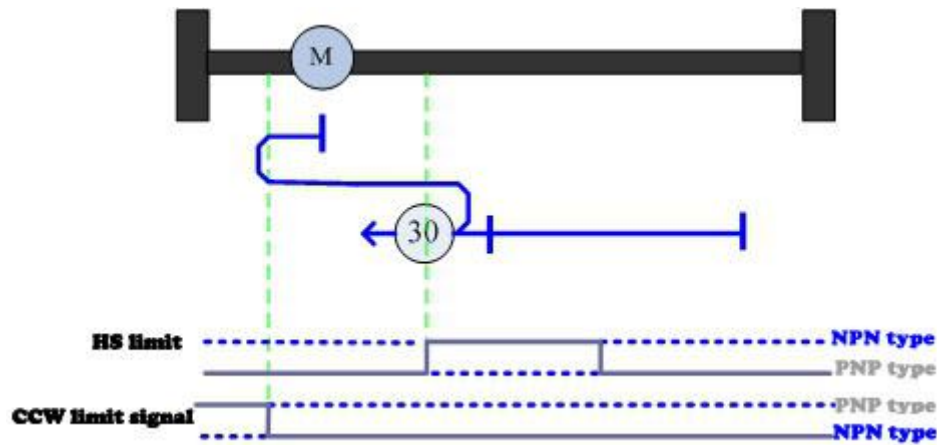 M
30
HS limit
NPN type
PNP type
CCW limit signal
PNP type
NPN type